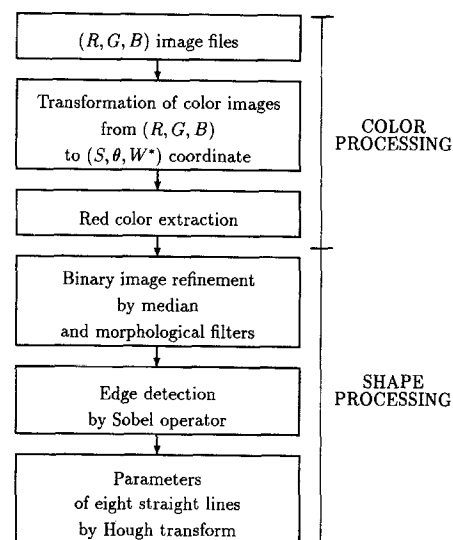 (R, G, B) image files
Transformation of color images
from (R, G, B)
to (S, θ, W*) coordinate
Red color extraction
COLOR
PROCESSING
Binary image refinement
by median
and morphological filters
Edge detection
by Sobel operator
Parameters
of eight straight lines
by Hough transform
SHAPE
PROCESSING